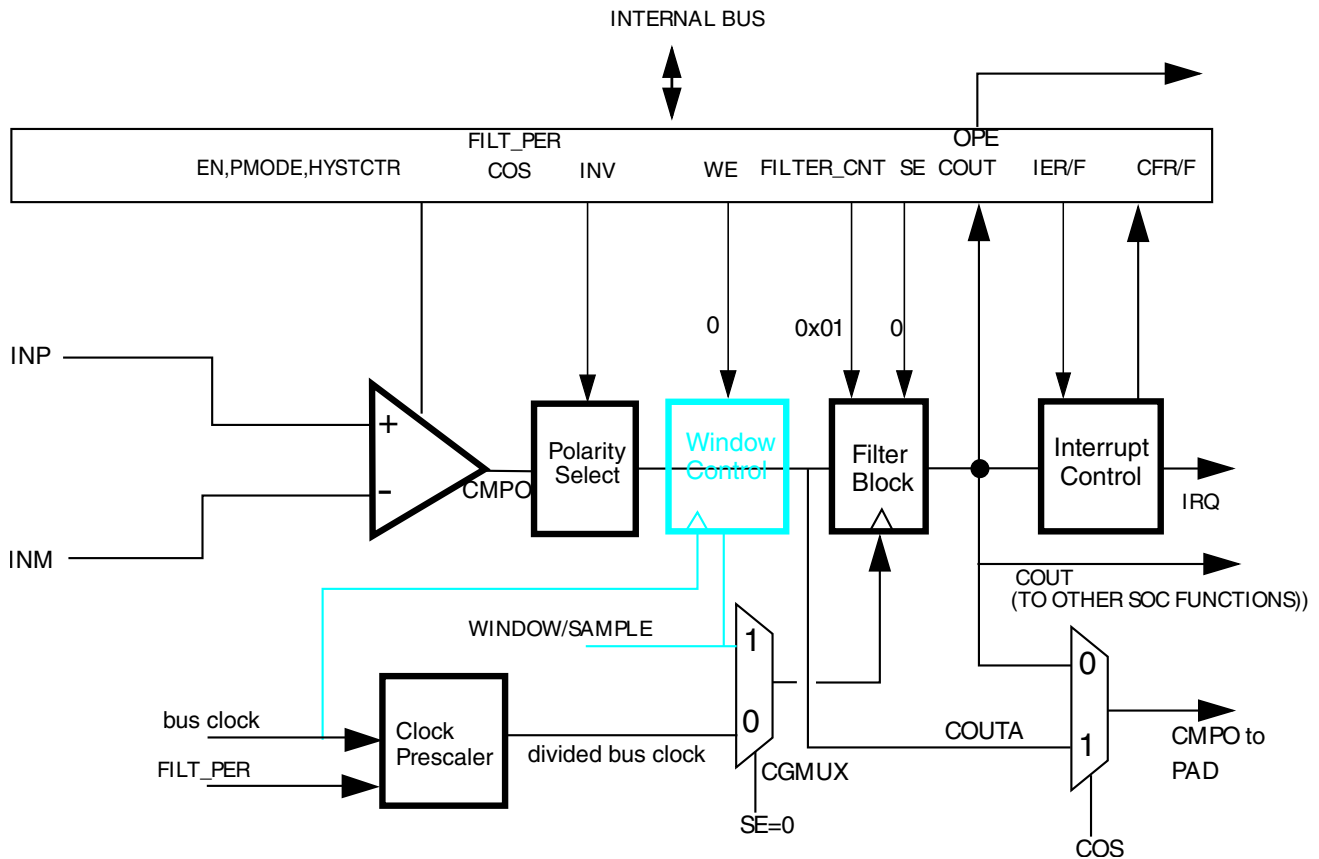 INTERNAL BUS
OPE
FILT_PER
EN,PMODE,HYSTCTR COS INV WE FILTER_CNT SE COUT IER/F CFR/F
0 0x01 0
INP
+
Polarity
Select
Window
Control
Filter
Block
Interrupt
Control
-
CMPO
IRQ
INM
COUT
(TO OTHER SOC FUNCTIONS))
WINDOW/SAMPLE
1
0
0
1
bus clock
Clock
Prescaler
divided bus clock
FILT_PER
CGMUX
COUTA
CMPO to
PAD
SE=0
COS